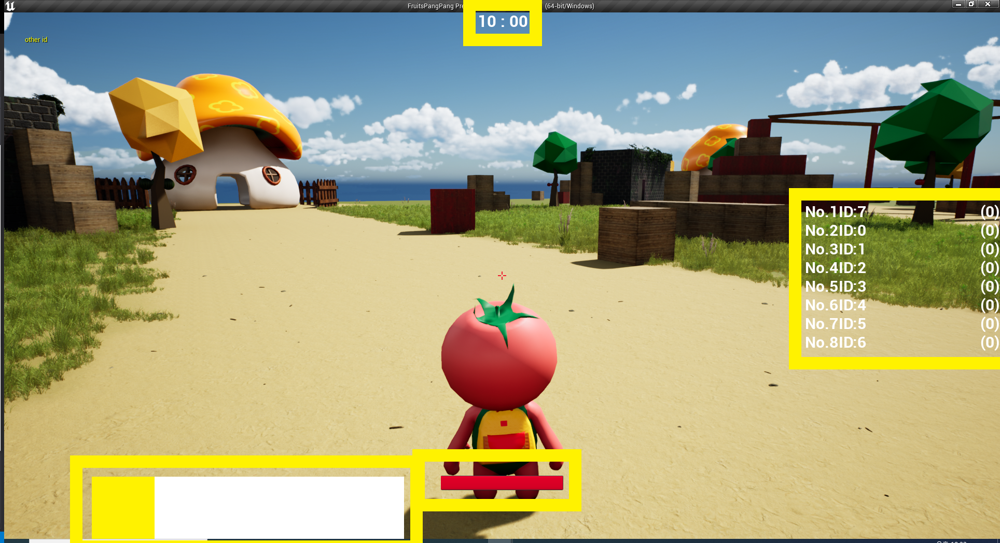 FruitsPangPang Pre
(64-bit/Windows)
10 : 00
other id
No.1ID:7 (0)
No.2ID:0 (0)
No.3ID:1 (0)
No.4ID:2 (0)
No.5ID:3 (0)
No.6ID:4 (0)
No.7ID:5 (0)
No.8ID:6 (0)